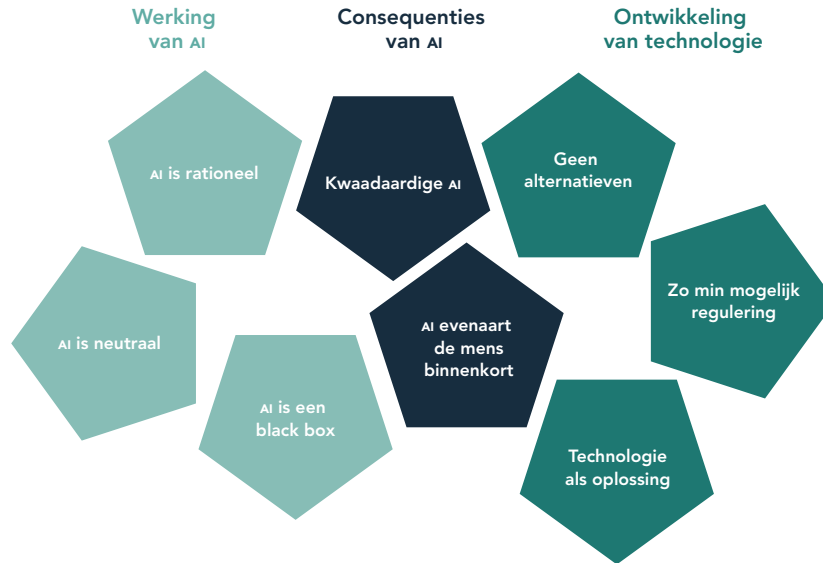 Werking
van AI
Consequenties
van AI
Ontwikkeling
van technologie
AI is rationeel
Kwaadaardige AI
Geen
alternatieven
Zo min mogelijk
regulering
AI is neutraal
AI evenaart
de mens
binnenkort
AI is een
black box
Technologie
als oplossing